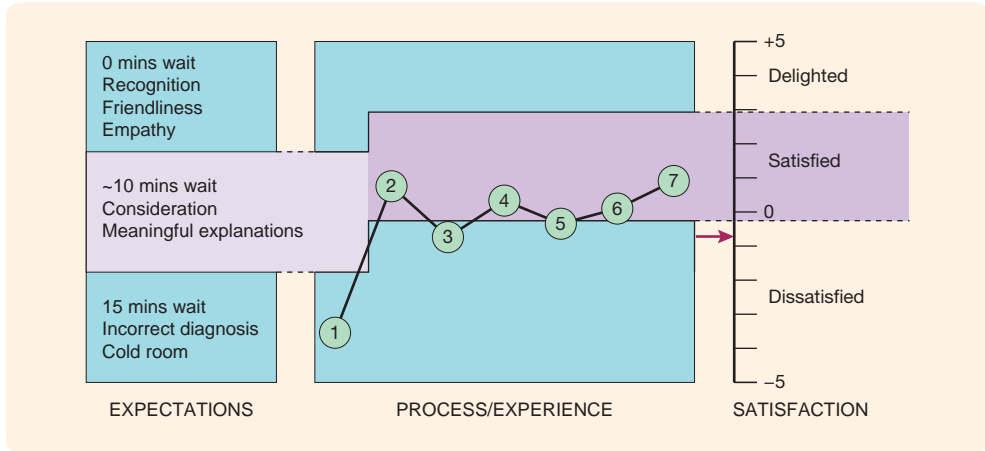 0 mins wait
Recognition
Friendliness
Empathy
~10 mins wait
Consideration
Meaningful explanations
15 mins wait
Incorrect diagnosis
Cold room
1
2
3
4
5
6
7
+5
Delighted
Satisfied
0
Dissatisfied
–5
EXPECTATIONS
PROCESS/EXPERIENCE
SATISFACTION